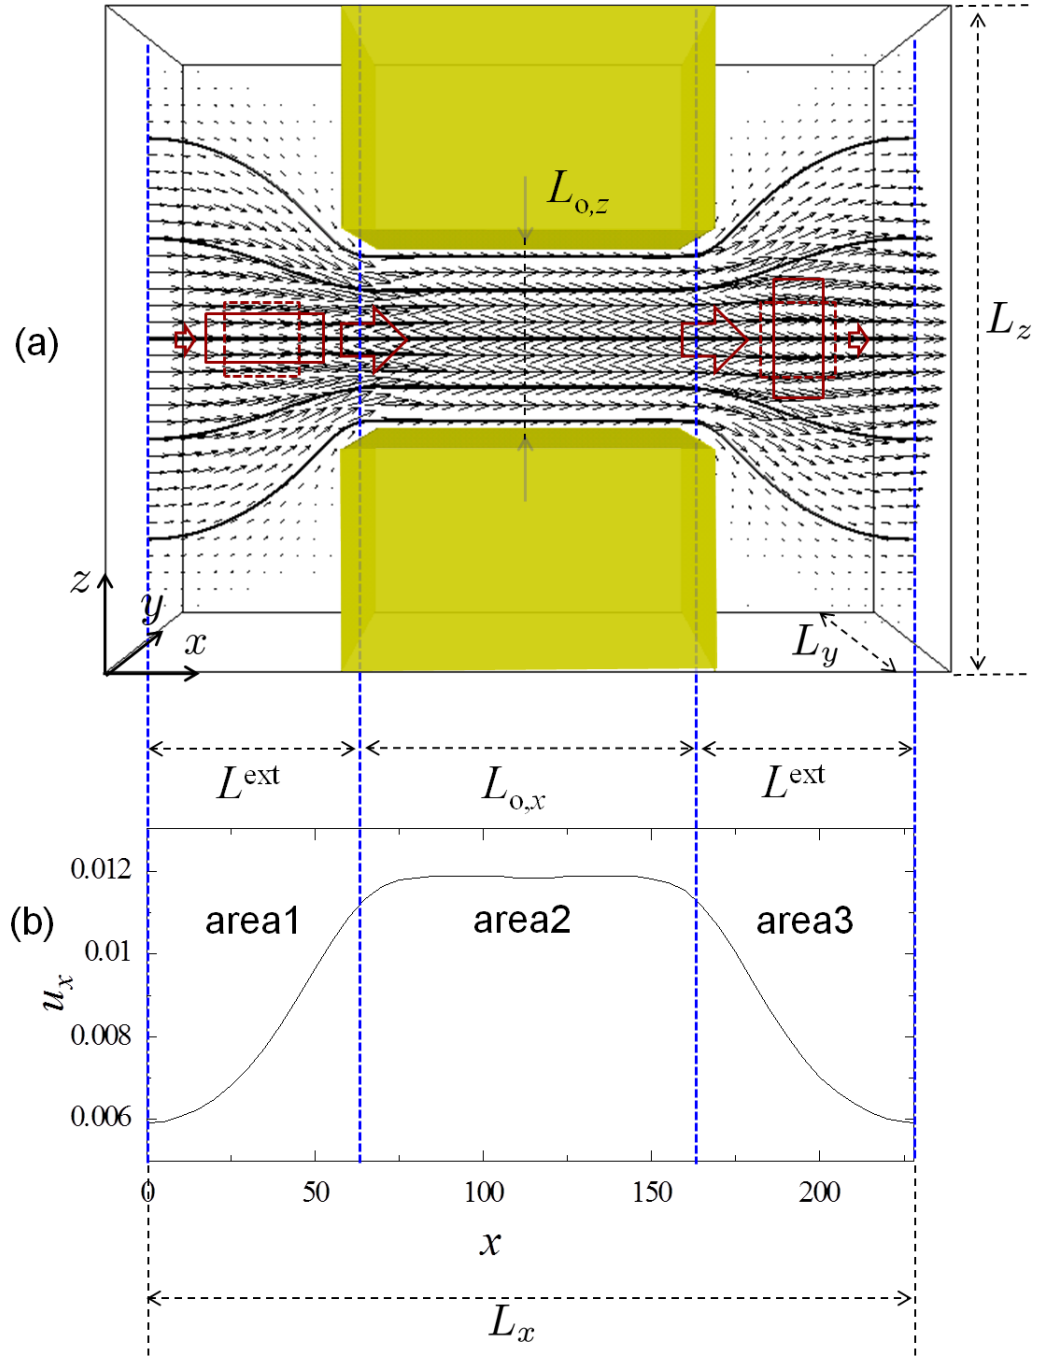 L_{o,z}
(a)
L_z
z
y
x
L_y
L^{ext}
L_{o,x}
L^{ext}
(b)
u_x
0.012
0.01
0.008
0.006
area1
area2
area3
0 50 100 150 200
x
L_x